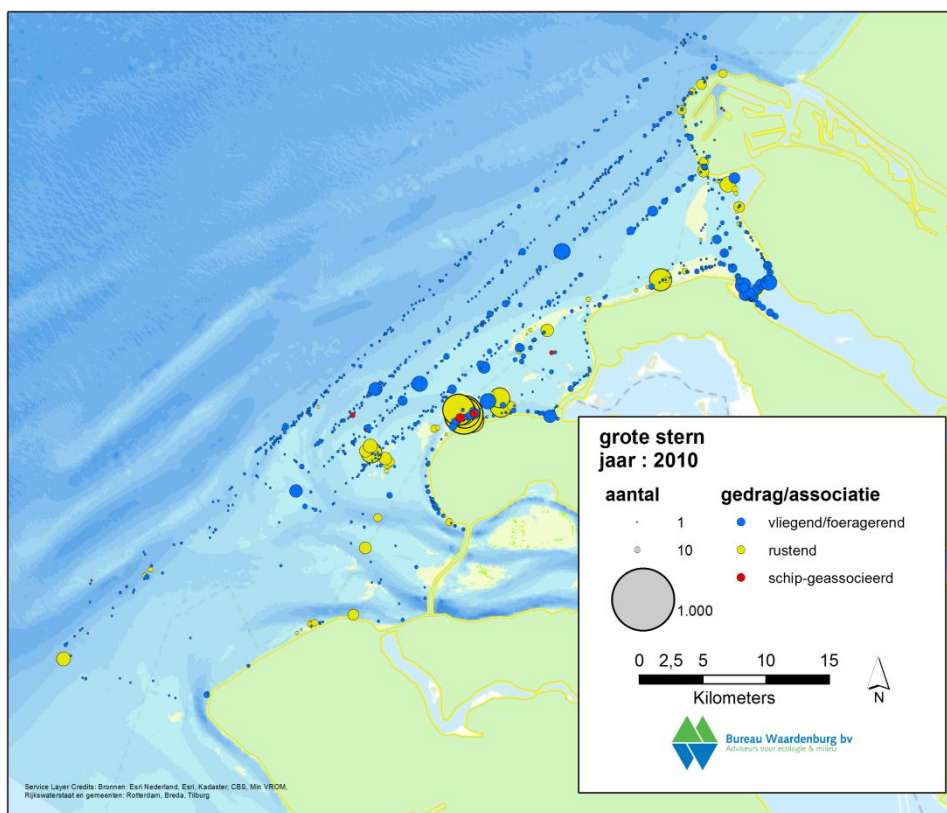 grote stern
jaar : 2010
aantal
1
10
1.000
gedrag/associatie
vliegend/foeragerend
rustend
schip-geassocieerd
0 2,5 5 10 15
Kilometers
N
Bureau Waardenburg bv
Adviseurs voor ecologie & milieu
Service Layer Credits: Bronnen: Esri Nederland, Esri, Kadaster, CBS, Min VROM,
Rijkswaterstaat en gemeenten: Rotterdam, Breda, Tilburg